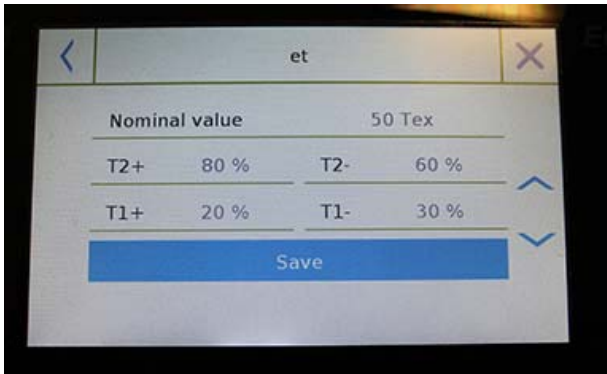 et
Nominal value 50 Tex
T2+ 80 % T2- 60 %
T1+ 20 % T1- 30 %
Save